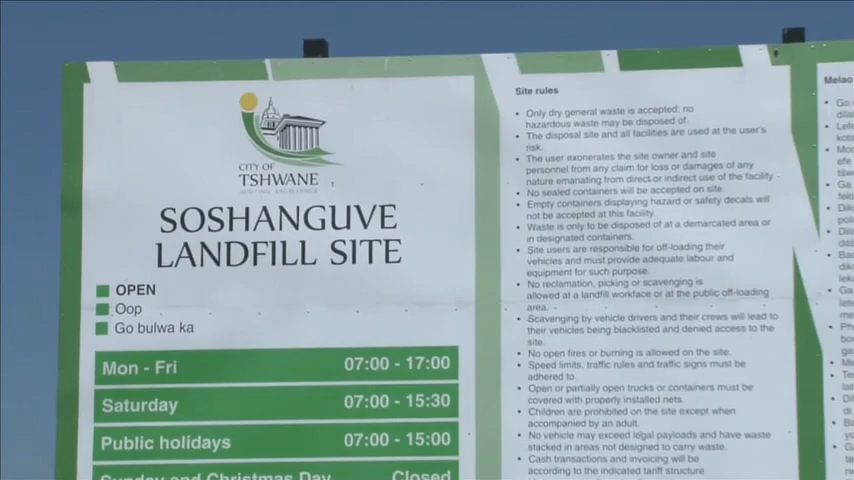 CITY OF
TSHWANE
IGNITING EXCELLENCE
SOSHANGUVE
LANDFILL SITE
OPEN
Oop
Go bulwa ka
Mon - Fri 07:00 - 17:00
Saturday 07:00 - 15:30
Public holidays 07:00 - 15:00
Sunday and Christmas Day Closed
Site rules
• Only dry general waste is accepted; no
hazardous waste may be disposed of.
• The disposal site and all facilities are used at the user's
risk.
• The user exonerates the site owner and site
personnel from any claim for loss or damages of any
nature emanating from direct or indirect use of the facility
• No sealed containers will be accepted on site.
• Empty containers displaying hazard or safety decals will
not be accepted at this facility.
• Waste is only to be disposed of at a demarcated area or
in designated containers.
• Site users are responsible for off-loading their
vehicles and must provide adequate labour and
equipment for such purpose.
• No reclamation, picking or scavenging is
allowed at a landfill workface or at the public off-loading
area.
• Scavenging by vehicle drivers and their crews will lead to
their vehicles being blacklisted and denied access to the
site.
• No open fires or burning is allowed on the site.
• Speed limits, traffic rules and traffic signs must be
adhered to.
• Open or partially open trucks or containers must be
covered with properly installed nets.
• Children are prohibited on the site except when
accompanied by an adult.
• No vehicle may exceed legal payloads and have waste
stacked in areas not designed to carry waste.
• Cash transactions and invoicing will be
according to the indicated tariff structure.
Melao